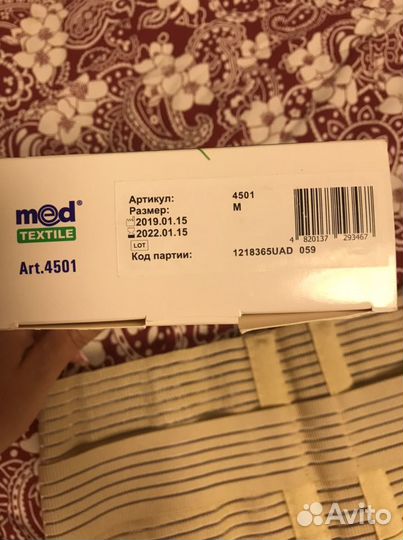 med®
TEXTILE
Art.4501
Артикул: 4501
Размер: M
2019.01.15
2022.01.15
LOT
Код партии: 1218365UAD 059
4 820137 293467
Avito